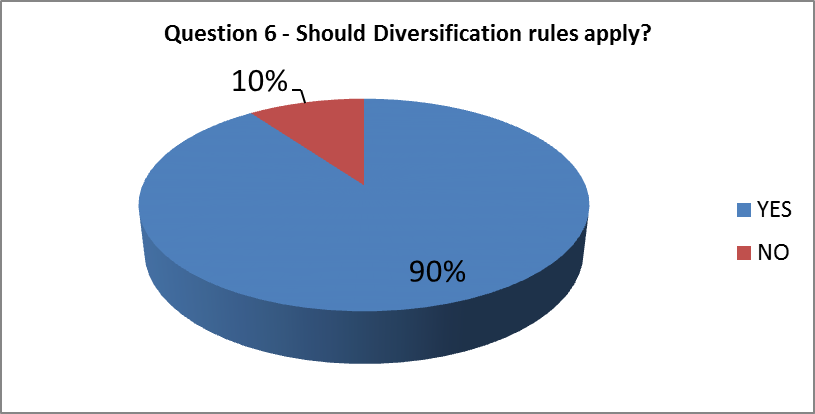 Question 6 - Should Diversification rules apply?
10%
YES
NO
90%